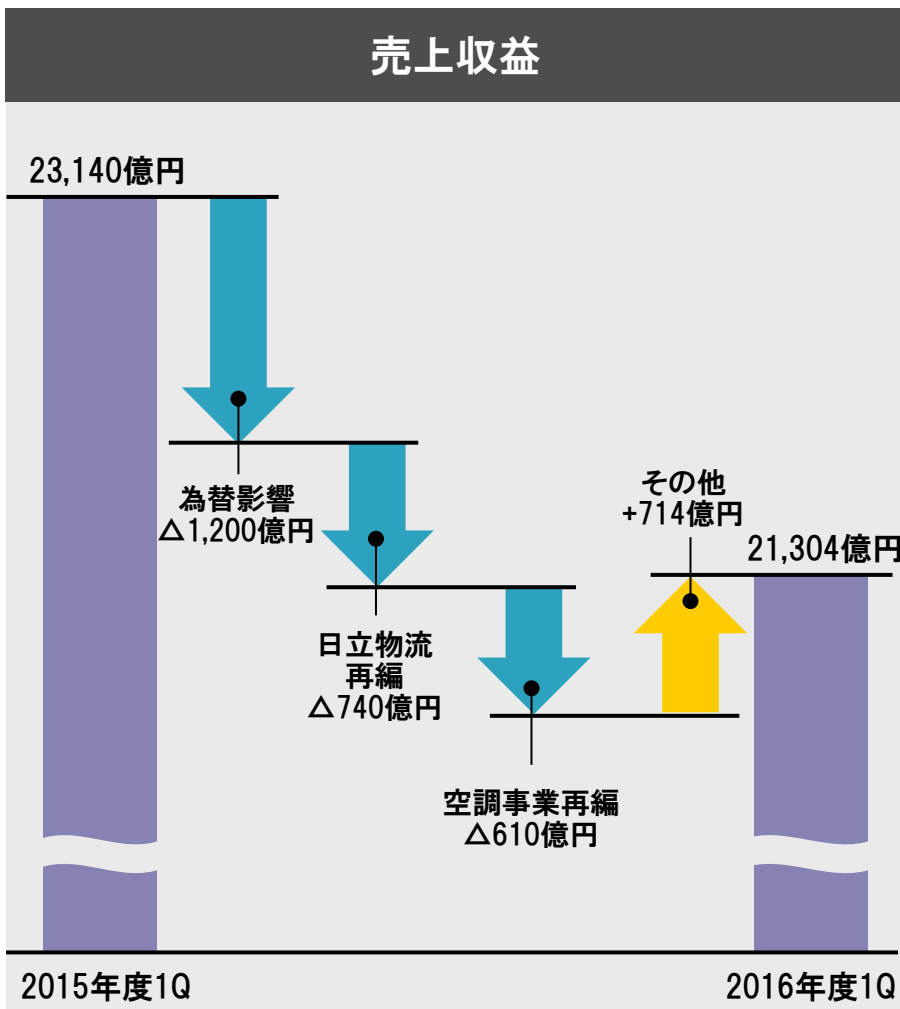 売上収益
23,140億円
為替影響
△1,200億円
日立物流
再編
△740億円
空調事業再編
△610億円
その他
+714億円
21,304億円
2015年度1Q
2016年度1Q